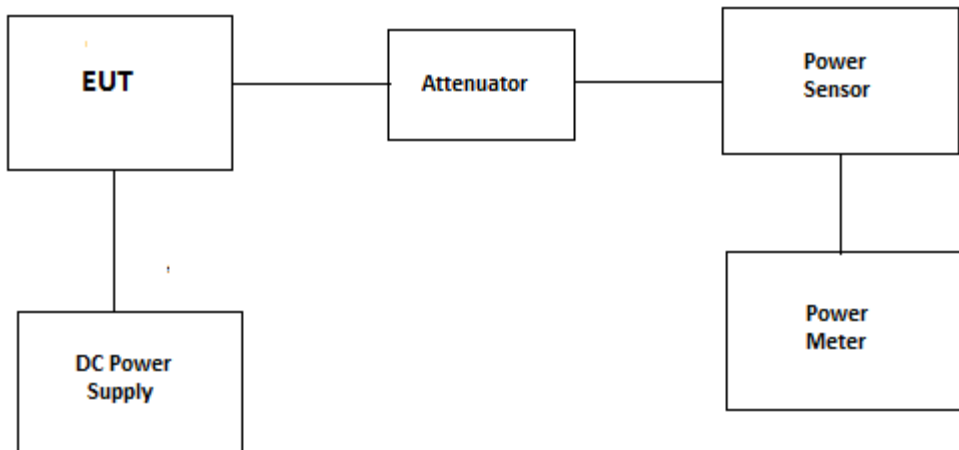 EUT
Attenuator
Power
Sensor
DC Power
Supply
Power
Meter